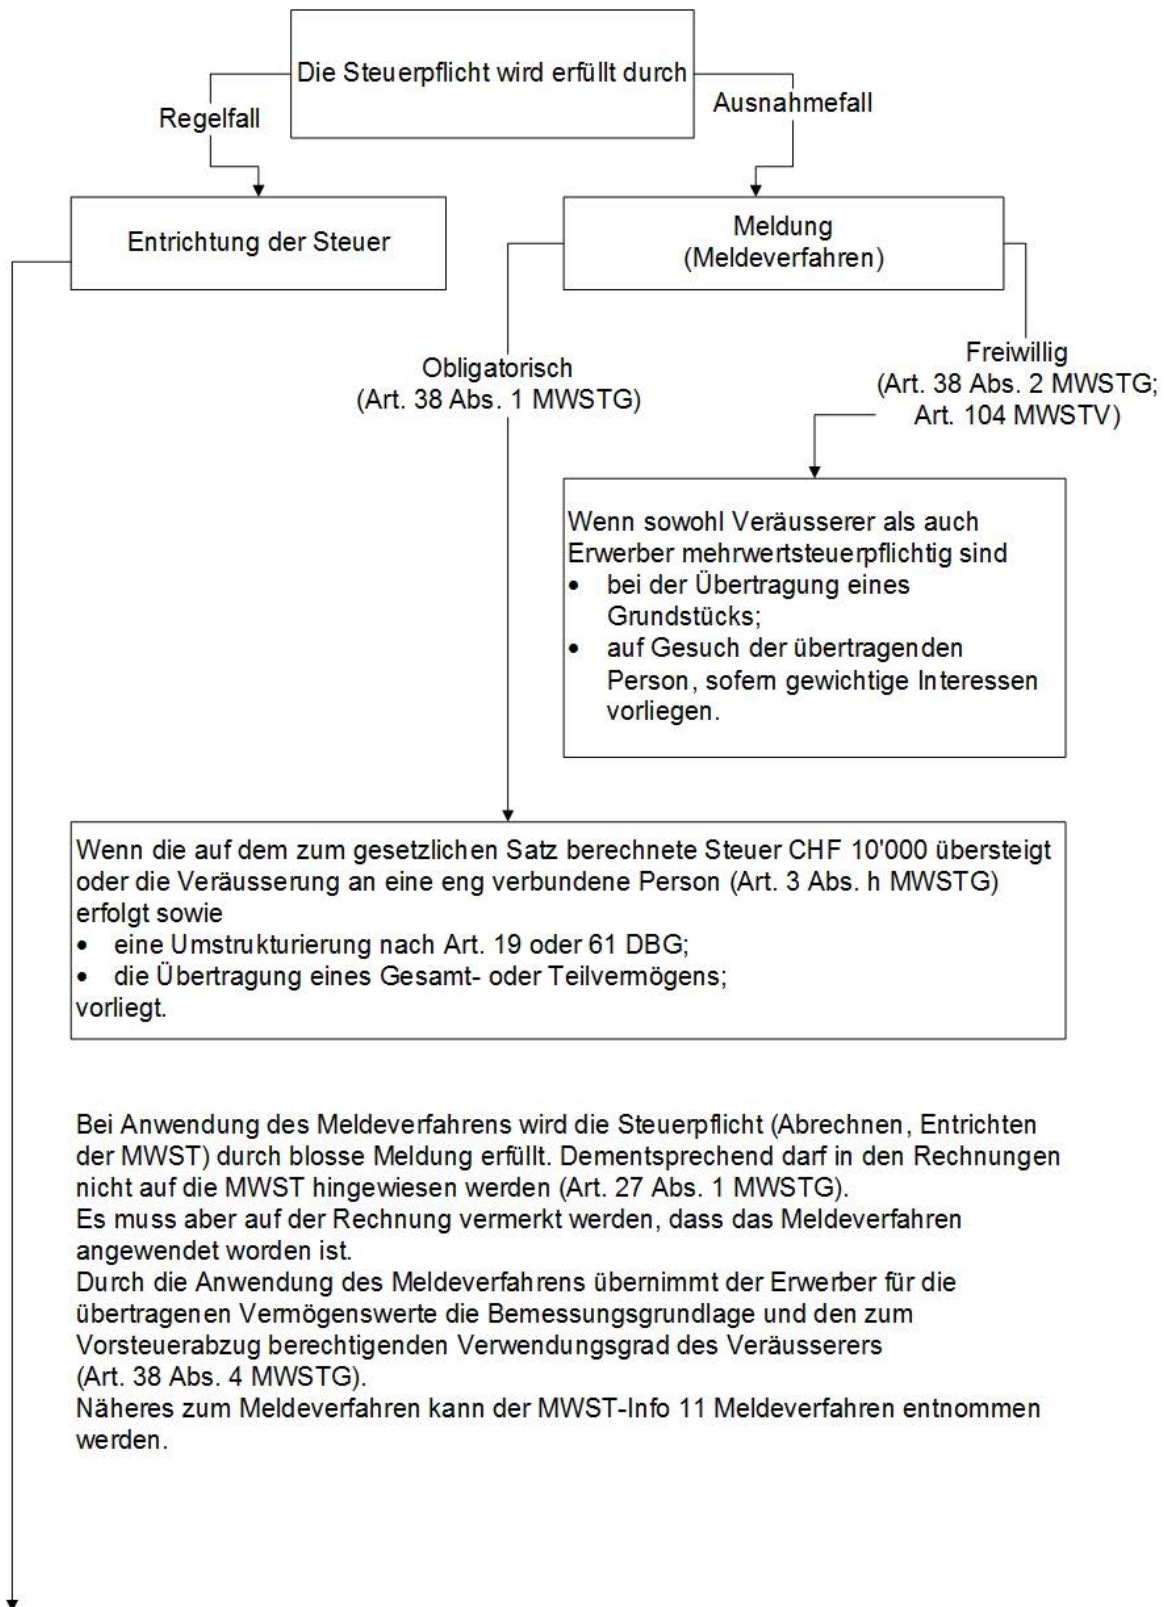 Die Steuerpflicht wird erfüllt durch
Regelfall
Ausnahmefall
Entrichtung der Steuer
Meldung
(Meldeverfahren)
Obligatorisch
(Art. 38 Abs. 1 MWSTG)
Freiwillig
(Art. 38 Abs. 2 MWSTG;
Art. 104 MWSTV)
Wenn sowohl Veräusserer als auch
Erwerber mehrwertsteuerpflichtig sind
• bei der Übertragung eines
Grundstücks;
• auf Gesuch der übertragenden
Person, sofern gewichtige Interessen
vorliegen.
Wenn die auf dem zum gesetzlichen Satz berechnete Steuer CHF 10'000 übersteigt
oder die Veräusserung an eine eng verbundene Person (Art. 3 Abs. h MWSTG)
erfolgt sowie
• eine Umstrukturierung nach Art. 19 oder 61 DBG;
• die Übertragung eines Gesamt- oder Teilvermögens;
vorliegt.
Bei Anwendung des Meldeverfahrens wird die Steuerpflicht (Abrechnen, Entrichten
der MWST) durch blosse Meldung erfüllt. Dementsprechend darf in den Rechnungen
nicht auf die MWST hingewiesen werden (Art. 27 Abs. 1 MWSTG).
Es muss aber auf der Rechnung vermerkt werden, dass das Meldeverfahren
angewendet worden ist.
Durch die Anwendung des Meldeverfahrens übernimmt der Erwerber für die
übertragenen Vermögenswerte die Bemessungsgrundlage und den zum
Vorsteuerabzug berechtigenden Verwendungsgrad des Veräusserers
(Art. 38 Abs. 4 MWSTG).
Näheres zum Meldeverfahren kann der MWST-Info 11 Meldeverfahren entnommen
werden.